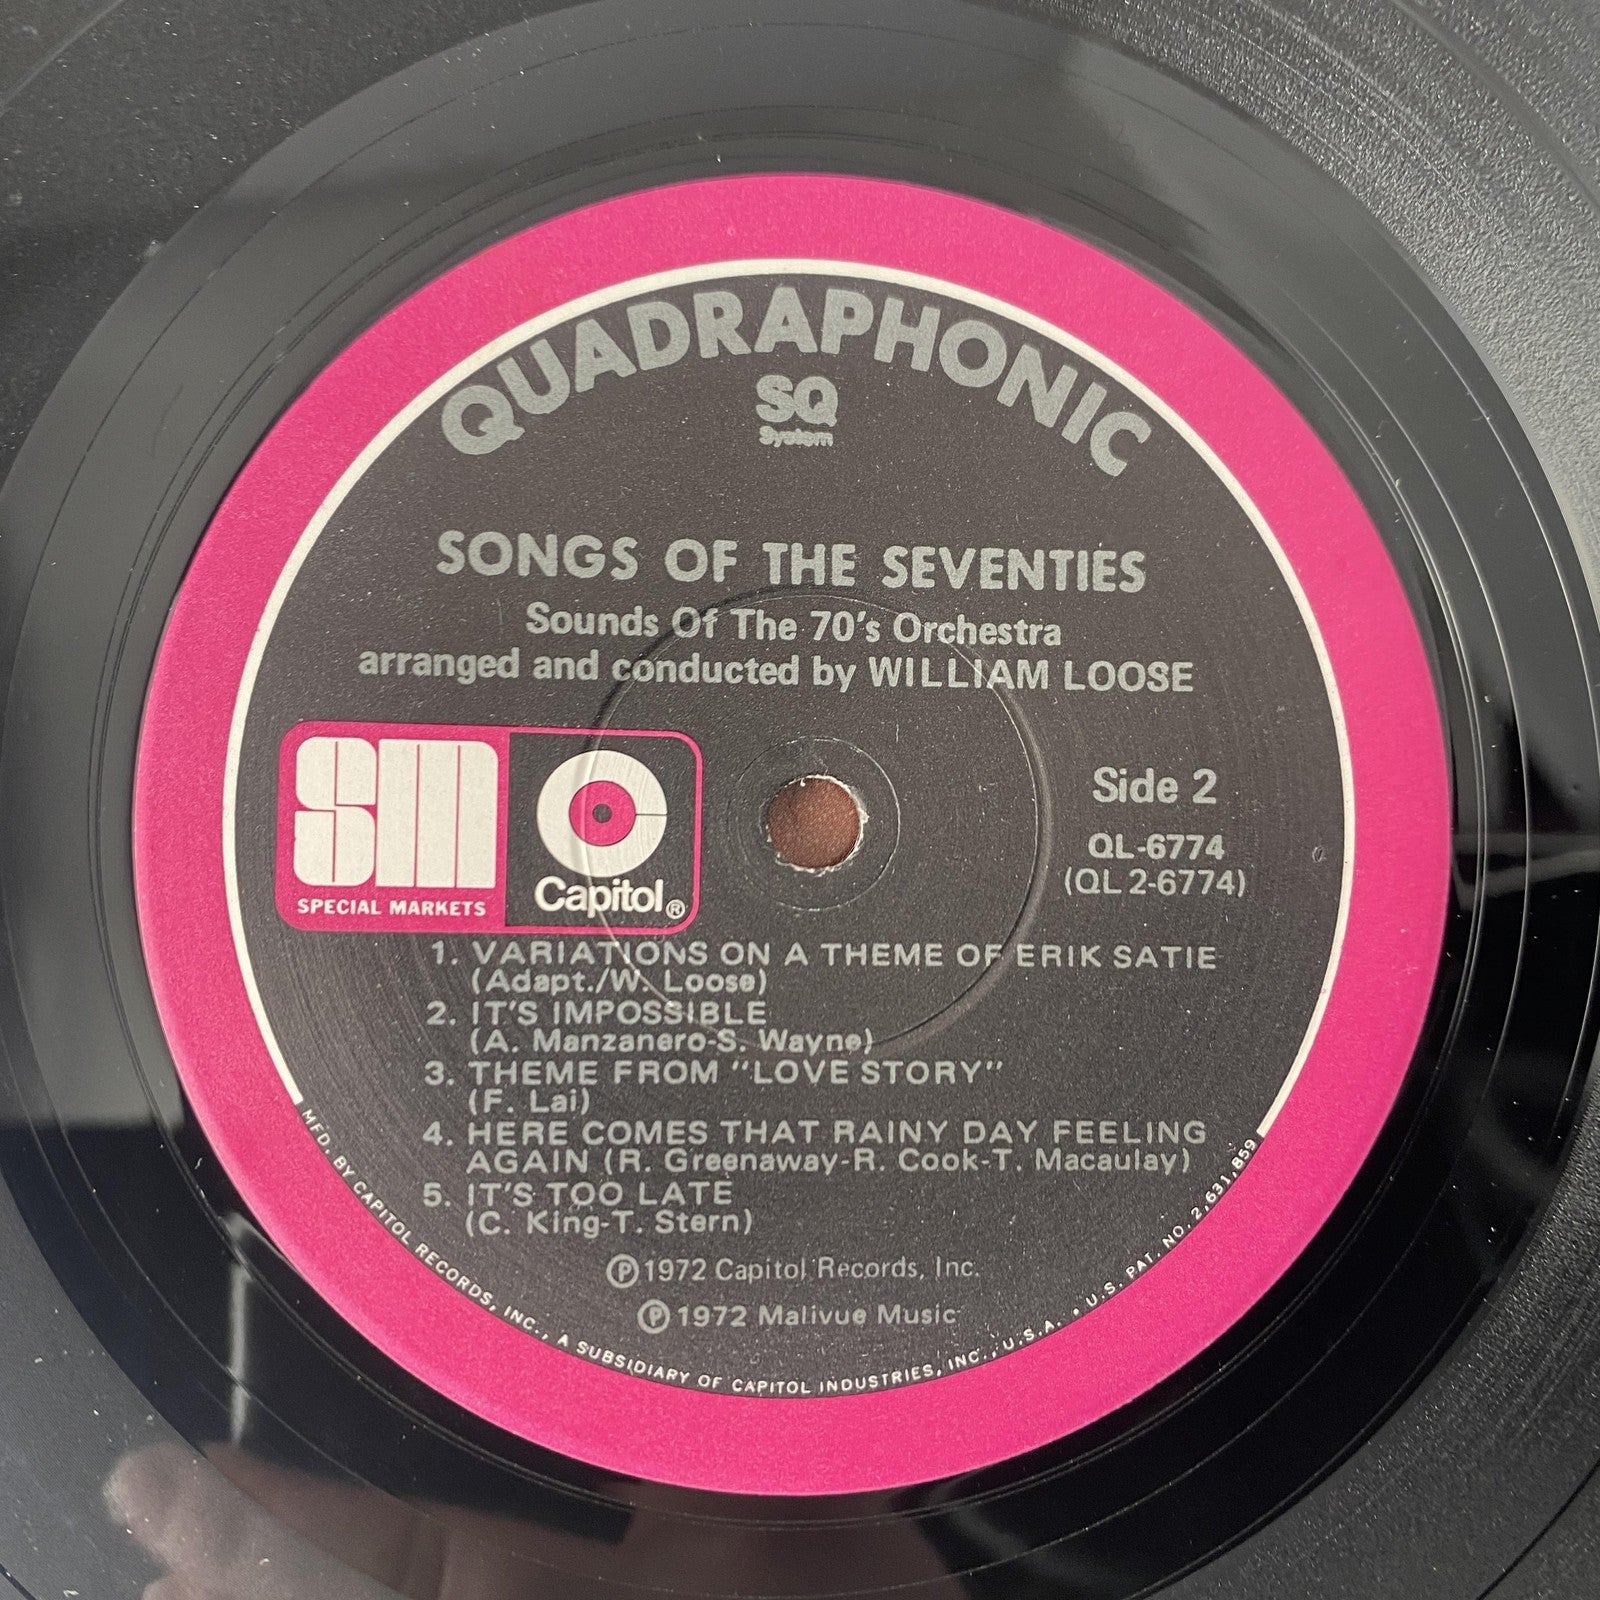 QUADRAPHONIC
SQ
System
SONGS OF THE SEVENTIES
Sounds Of The 70's Orchestra
arranged and conducted by WILLIAM LOOSE
SM
SPECIAL MARKETS
Capitol®
Side 2
QL-6774
(QL2-6774)
1. VARIATIONS ON A THEME OF ERIK SATIE
(Adapt./W. Loose)
2. IT'S IMPOSSIBLE
(A. Manzanero-S. Wayne)
3. THEME FROM "LOVE STORY"
(F. Lai)
4. HERE COMES THAT RAINY DAY FEELING
AGAIN (R. Greenaway-R. Cook-T. Macaulay)
5. IT'S TOO LATE
(C. King-T. Stern)
℗1972 Capitol Records, Inc.
℗1972 Malivue Music
MFD. BY CAPITOL RECORDS, INC., A SUBSIDIARY OF CAPITOL INDUSTRIES, INC., U.S.A. • U.S. PAT. NO. 2,631,859